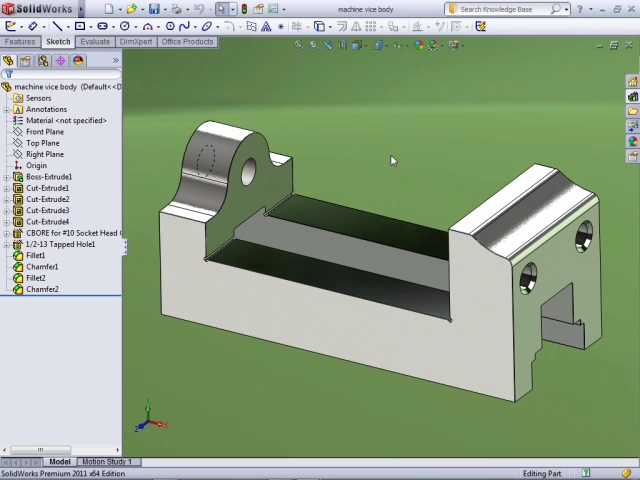 SolidWorks
machine vice body
Search Knowledge Base
Features
Sketch
Evaluate
DimXpert
Office Products
machine vice body (Default<<D
Sensors
Annotations
Material <not specified>
Front Plane
Top Plane
Right Plane
Origin
Boss-Extrude1
Cut-Extrude1
Cut-Extrude2
Cut-Extrude3
Cut-Extrude4
CBORE for #10 Socket Head
1/2-13 Tapped Hole1
Fillet1
Chamfer1
Fillet2
Chamfer2
Model
Motion Study 1
SolidWorks Premium 2011 x64 Edition
Editing Part